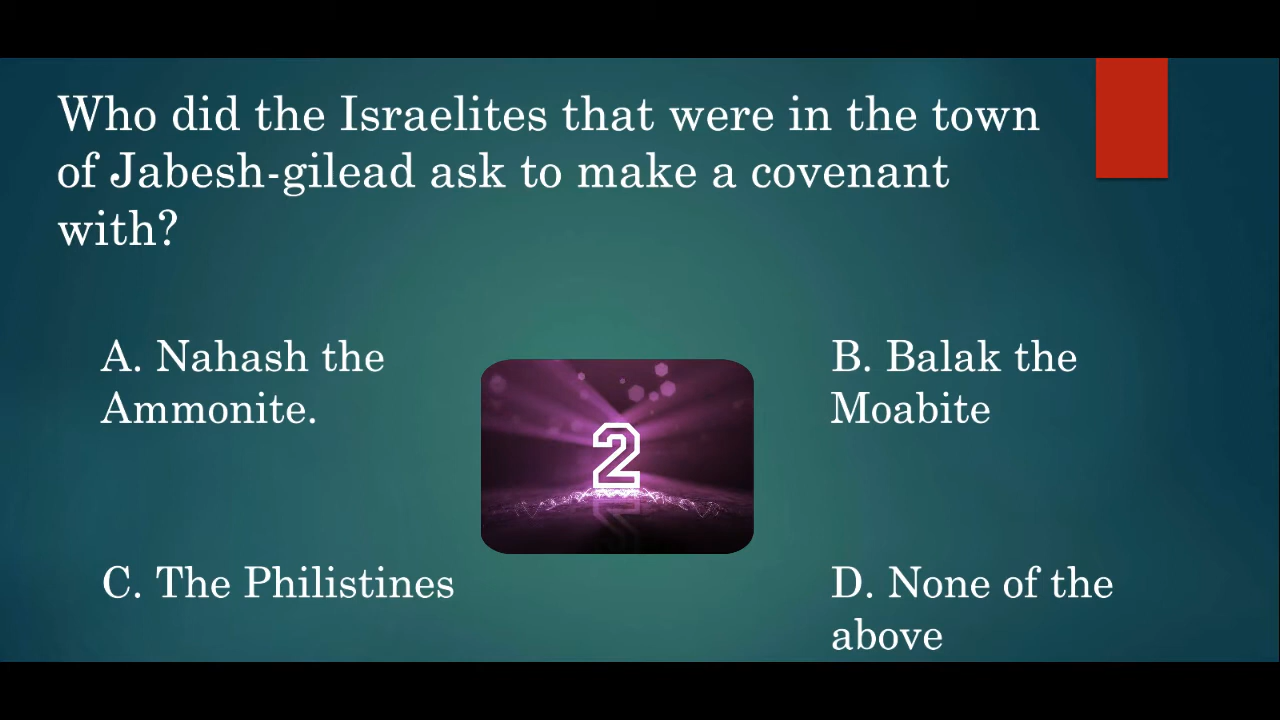 Who did the Israelites that were in the town
of Jabesh-gilead ask to make a covenant
with?
A. Nahash the
Ammonite.
B. Balak the
Moabite
2
C. The Philistines
D. None of the
above